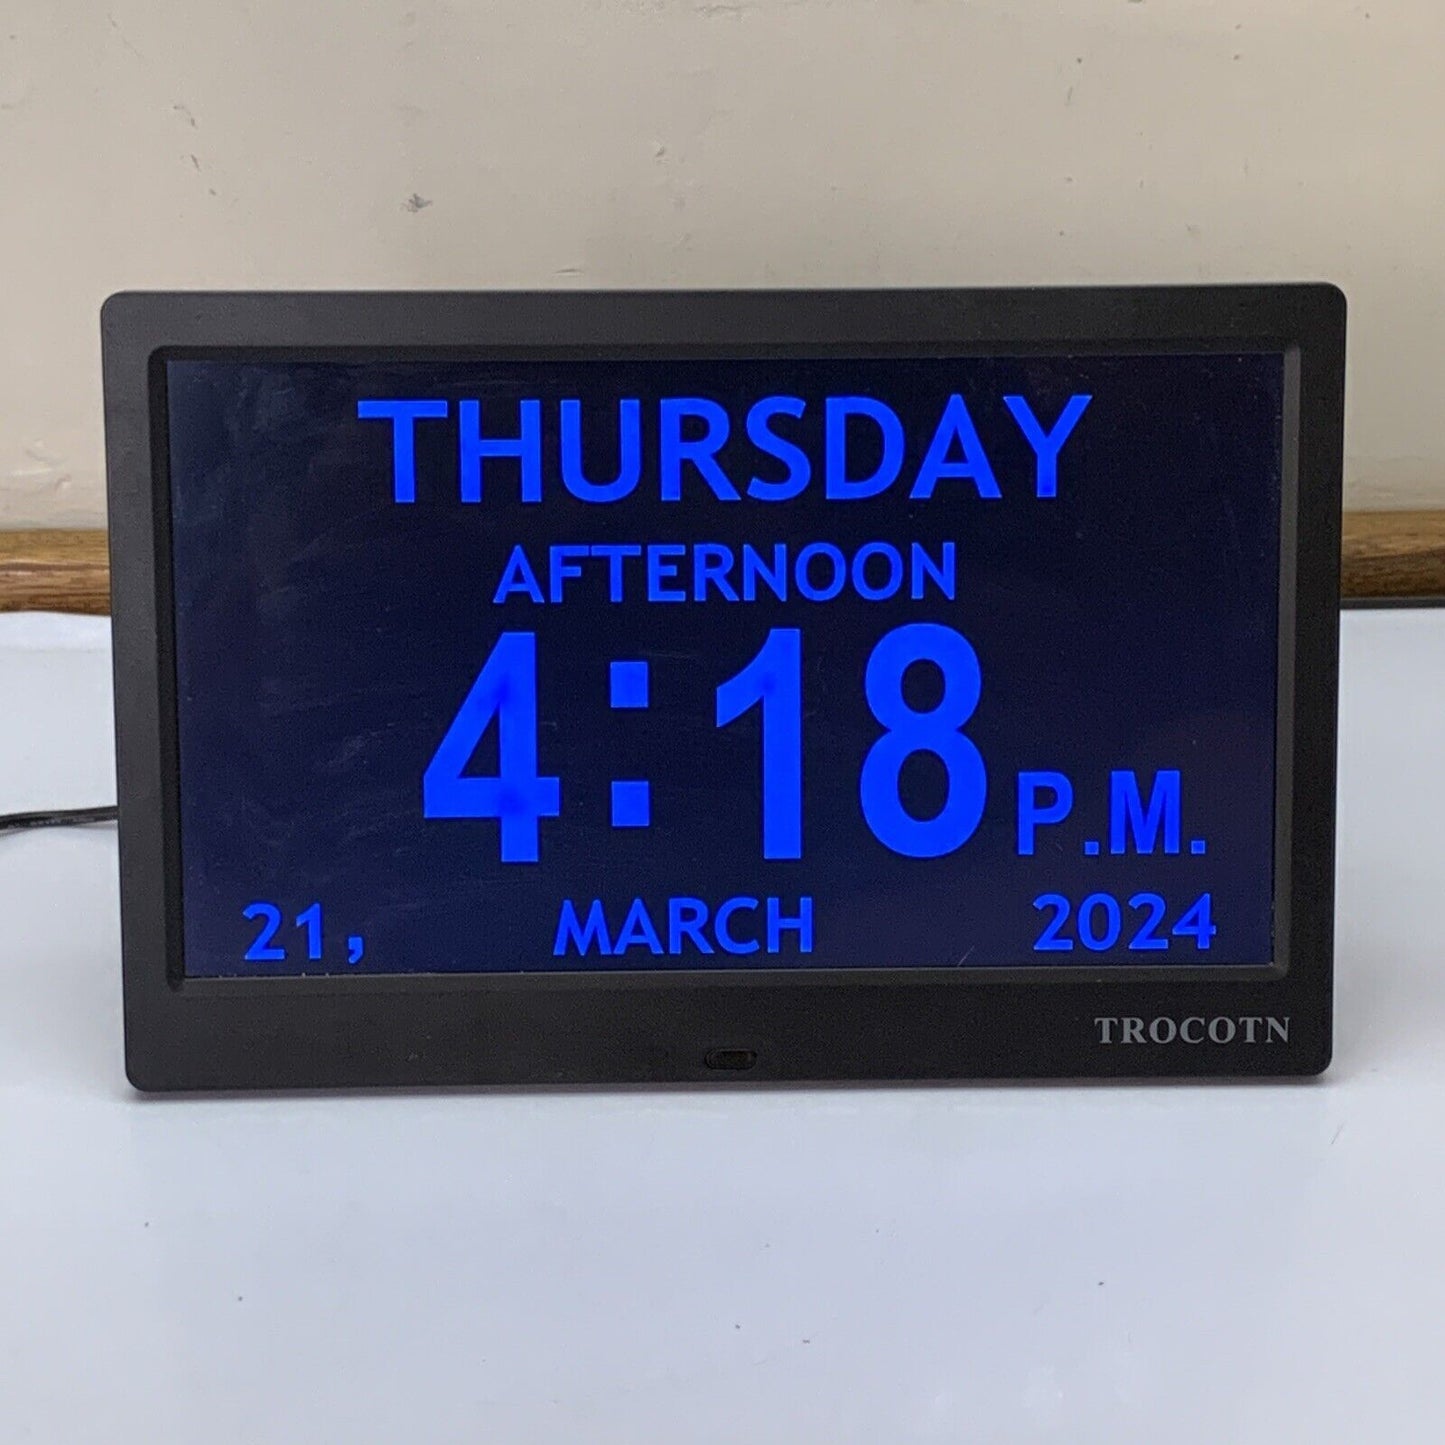 THURSDAY
AFTERNOON
4:18 P.M.
21, MARCH 2024
TROCOTN